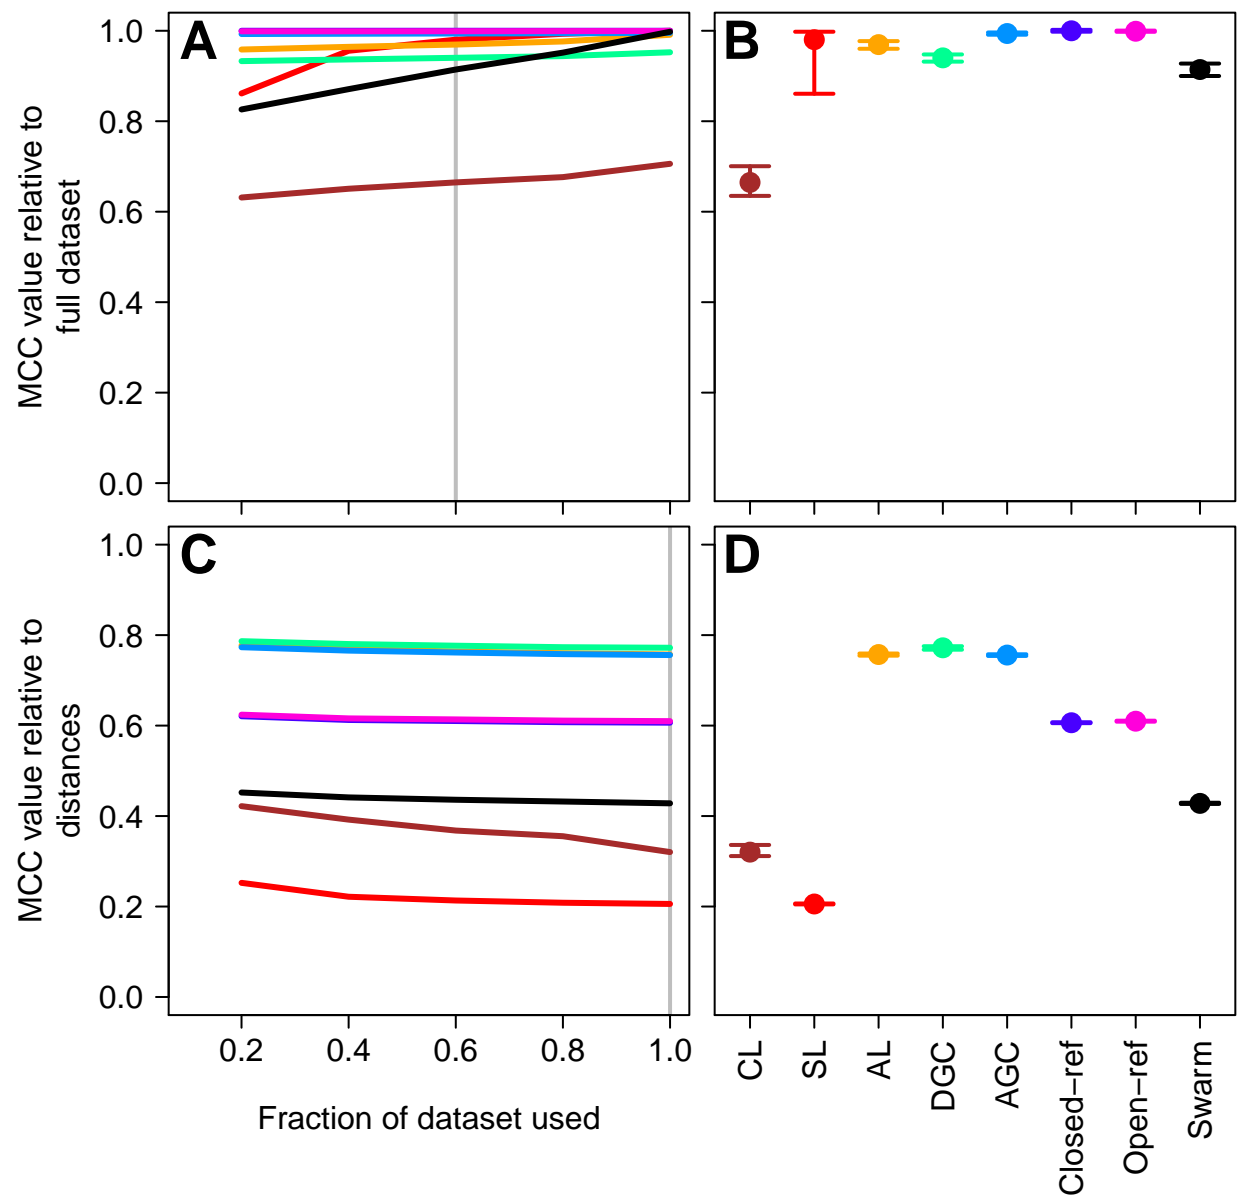 A
B
1.0
0.8
0.6
0.4
0.2
0.0
MCC value relative to
full dataset
C
D
1.0
0.8
0.6
0.4
0.2
0.0
MCC value relative to
distances
0.2 0.4 0.6 0.8 1.0
Fraction of dataset used
CL
SL
AL
DGC
AGC
Closed−ref
Open−ref
Swarm